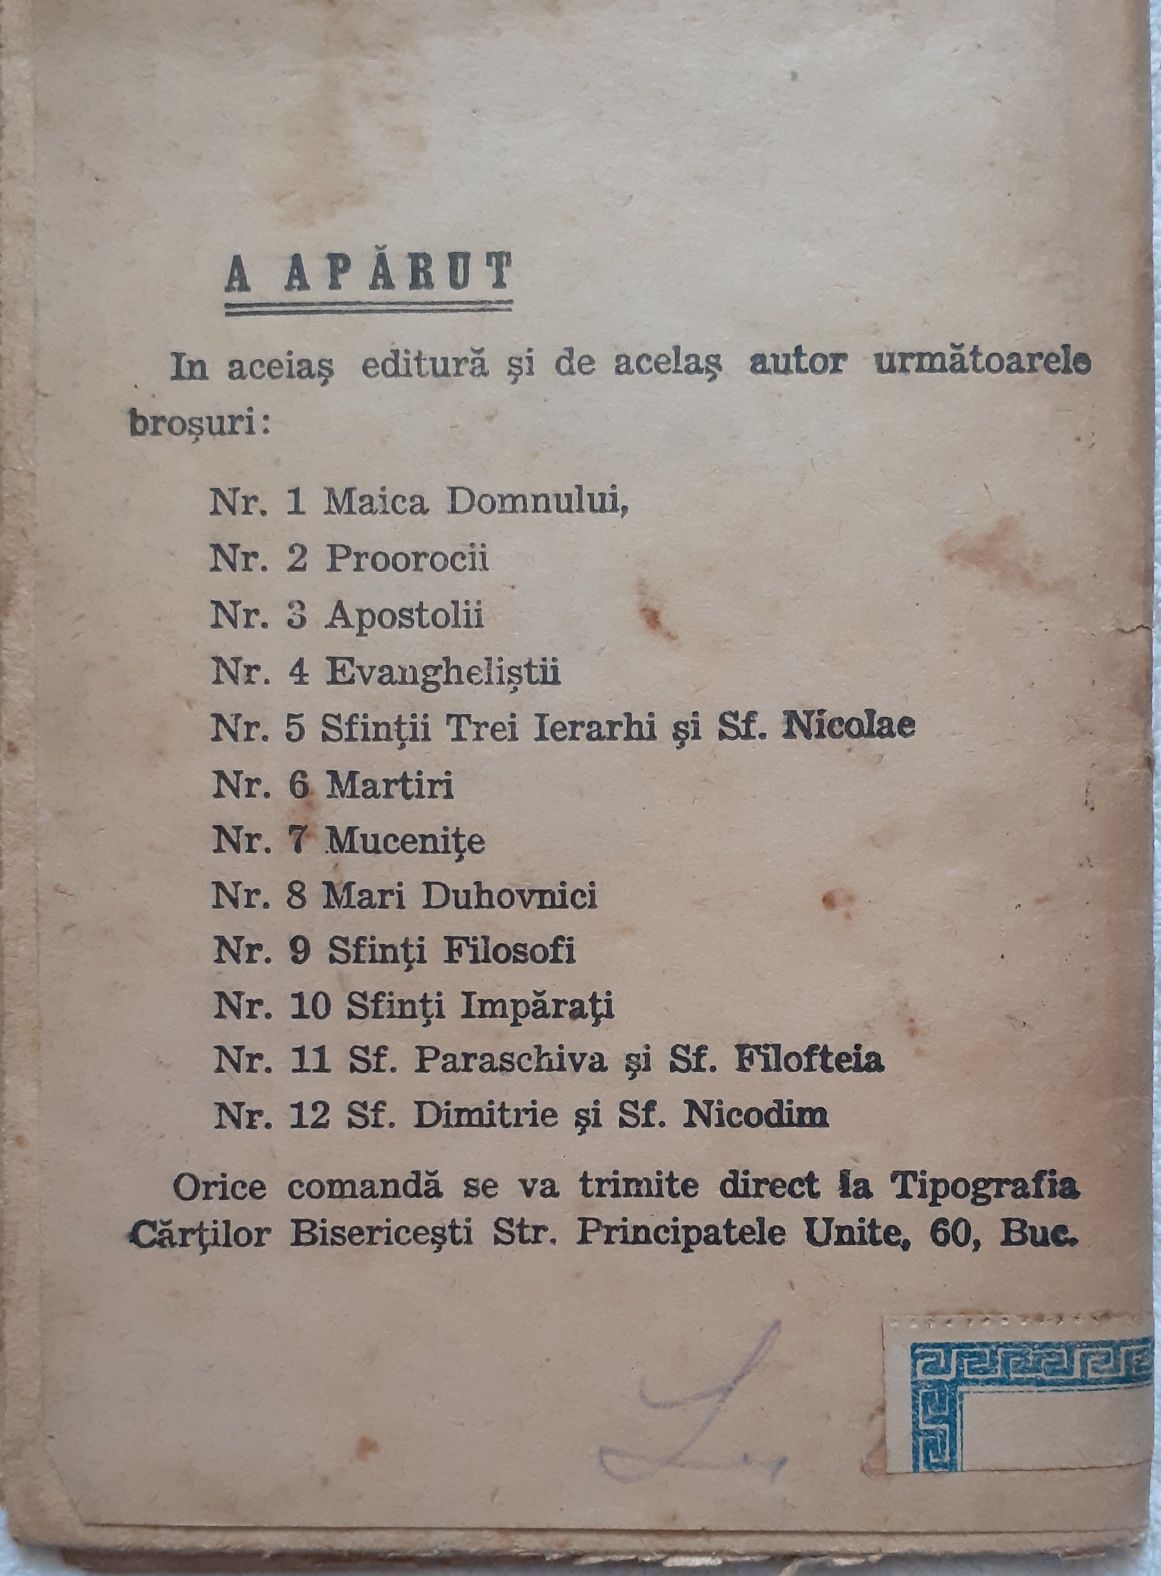 A APĂRUT
In aceiaş editură şi de acelaş autor următoarele
broşuri:
Nr. 1 Maica Domnului,
Nr. 2 Proorocii
Nr. 3 Apostolii
Nr. 4 Evangheliştii
Nr. 5 Sfinţii Trei Ierarhi şi Sf. Nicolae
Nr. 6 Martiri
Nr. 7 Muceniţe
Nr. 8 Mari Duhovnici
Nr. 9 Sfinţi Filosofi
Nr. 10 Sfinţi Impăraţi
Nr. 11 Sf. Paraschiva şi Sf. Filofteia
Nr. 12 Sf. Dimitrie şi Sf. Nicodim
Orice comandă se va trimite direct la Tipografia
Cărţilor Bisericeşti Str. Principatele Unite, 60, Buc.